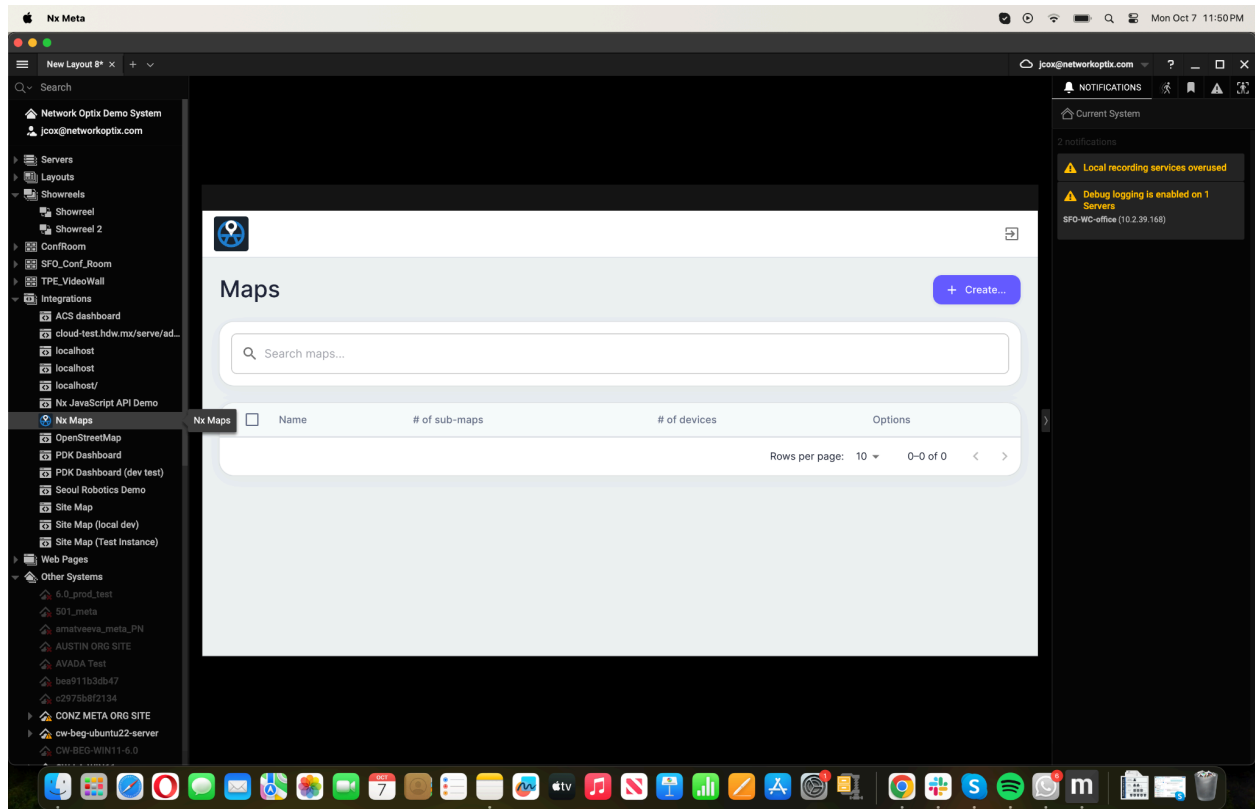 Nx Meta
Mon Oct 7 11:50 PM
New Layout 8*
jcox@networkoptix.com
?
Search
Network Optix Demo System
jcox@networkoptix.com
Servers
Layouts
Showreels
Showreel
Showreel 2
ConfRoom
SFO_Conf_Room
TPE_VideoWall
Integrations
ACS dashboard
cloud-test.hdw.mx/serve/ad...
localhost
localhost
localhost/
Nx JavaScript API Demo
Nx Maps
OpenStreetMap
PDK Dashboard
PDK Dashboard (dev test)
Seoul Robotics Demo
Site Map
Site Map (local dev)
Site Map (Test Instance)
Web Pages
Other Systems
6.0_prod_test
501_meta
amatveeva_meta_PN
AUSTIN ORG SITE
AVADA Test
bea911b3db47
c2975b8f2134
CONZ META ORG SITE
cw-beg-ubuntu22-server
CW-BEG-WIN11-6.0
Nx Maps
Maps
+ Create...
Search maps...
Name # of sub-maps # of devices Options
Rows per page: 10 0–0 of 0
NOTIFICATIONS
Current System
2 notifications
Local recording services overused
Debug logging is enabled on 1
Servers
SFO-WC-office (10.2.39.168)
OCT
7
tv
1
6
m